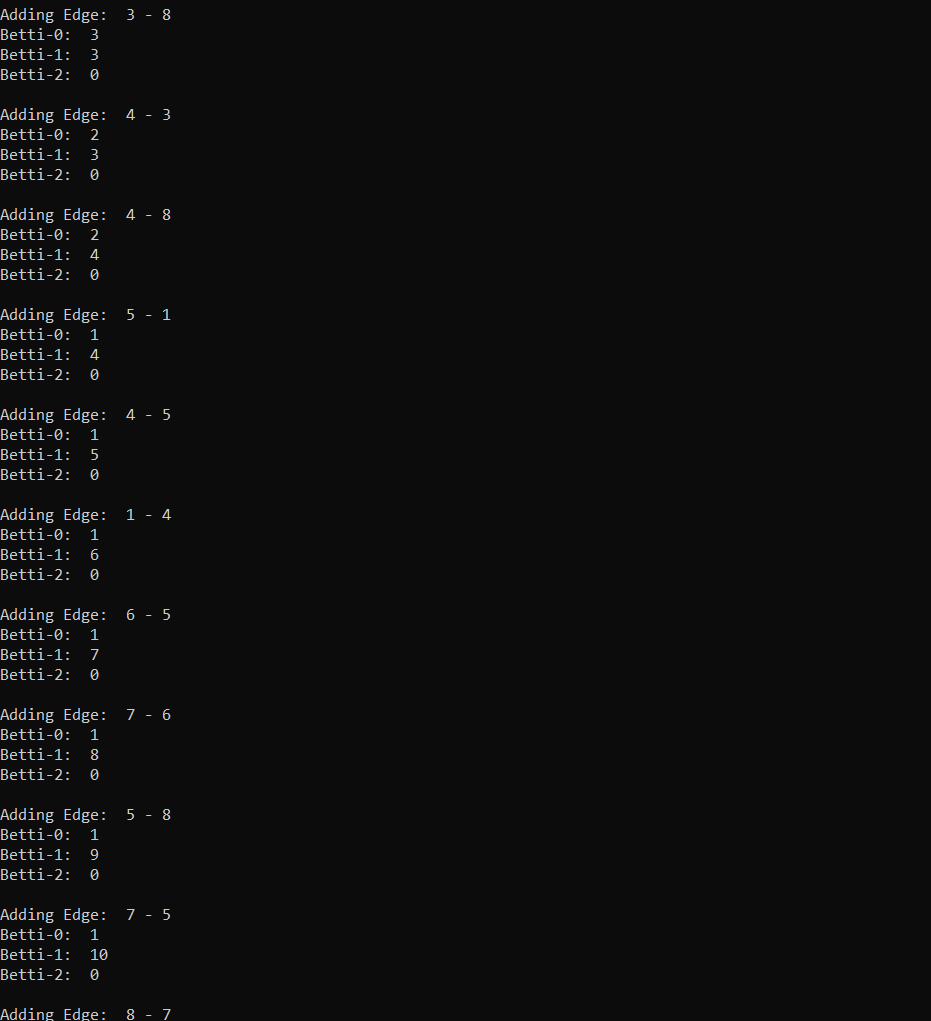 Adding Edge:  3 - 8
Betti-0:  3
Betti-1:  3
Betti-2:  0

Adding Edge:  4 - 3
Betti-0:  2
Betti-1:  3
Betti-2:  0

Adding Edge:  4 - 8
Betti-0:  2
Betti-1:  4
Betti-2:  0

Adding Edge:  5 - 1
Betti-0:  1
Betti-1:  4
Betti-2:  0

Adding Edge:  4 - 5
Betti-0:  1
Betti-1:  5
Betti-2:  0

Adding Edge:  1 - 4
Betti-0:  1
Betti-1:  6
Betti-2:  0

Adding Edge:  6 - 5
Betti-0:  1
Betti-1:  7
Betti-2:  0

Adding Edge:  7 - 6
Betti-0:  1
Betti-1:  8
Betti-2:  0

Adding Edge:  5 - 8
Betti-0:  1
Betti-1:  9
Betti-2:  0

Adding Edge:  7 - 5
Betti-0:  1
Betti-1:  10
Betti-2:  0

Adding Edge:  8 - 7